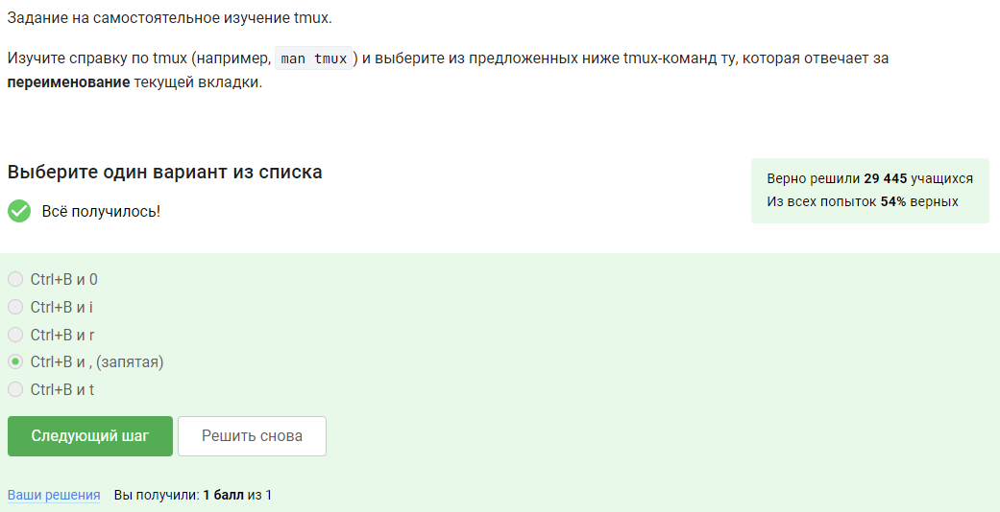 Задание на самостоятельное изучение tmux.
Изучите справку по tmux (например, man tmux ) и выберите из предложенных ниже tmux-команд ту, которая отвечает за
переименование текущей вкладки.
Выберите один вариант из списка
Всё получилось!
Верно решили 29 445 учащихся
Из всех попыток 54% верных
Ctrl+B и 0
Ctrl+B и i
Ctrl+B и r
Ctrl+B и , (запятая)
Ctrl+B и t
Следующий шаг
Решить снова
Ваши решения Вы получили: 1 балл из 1